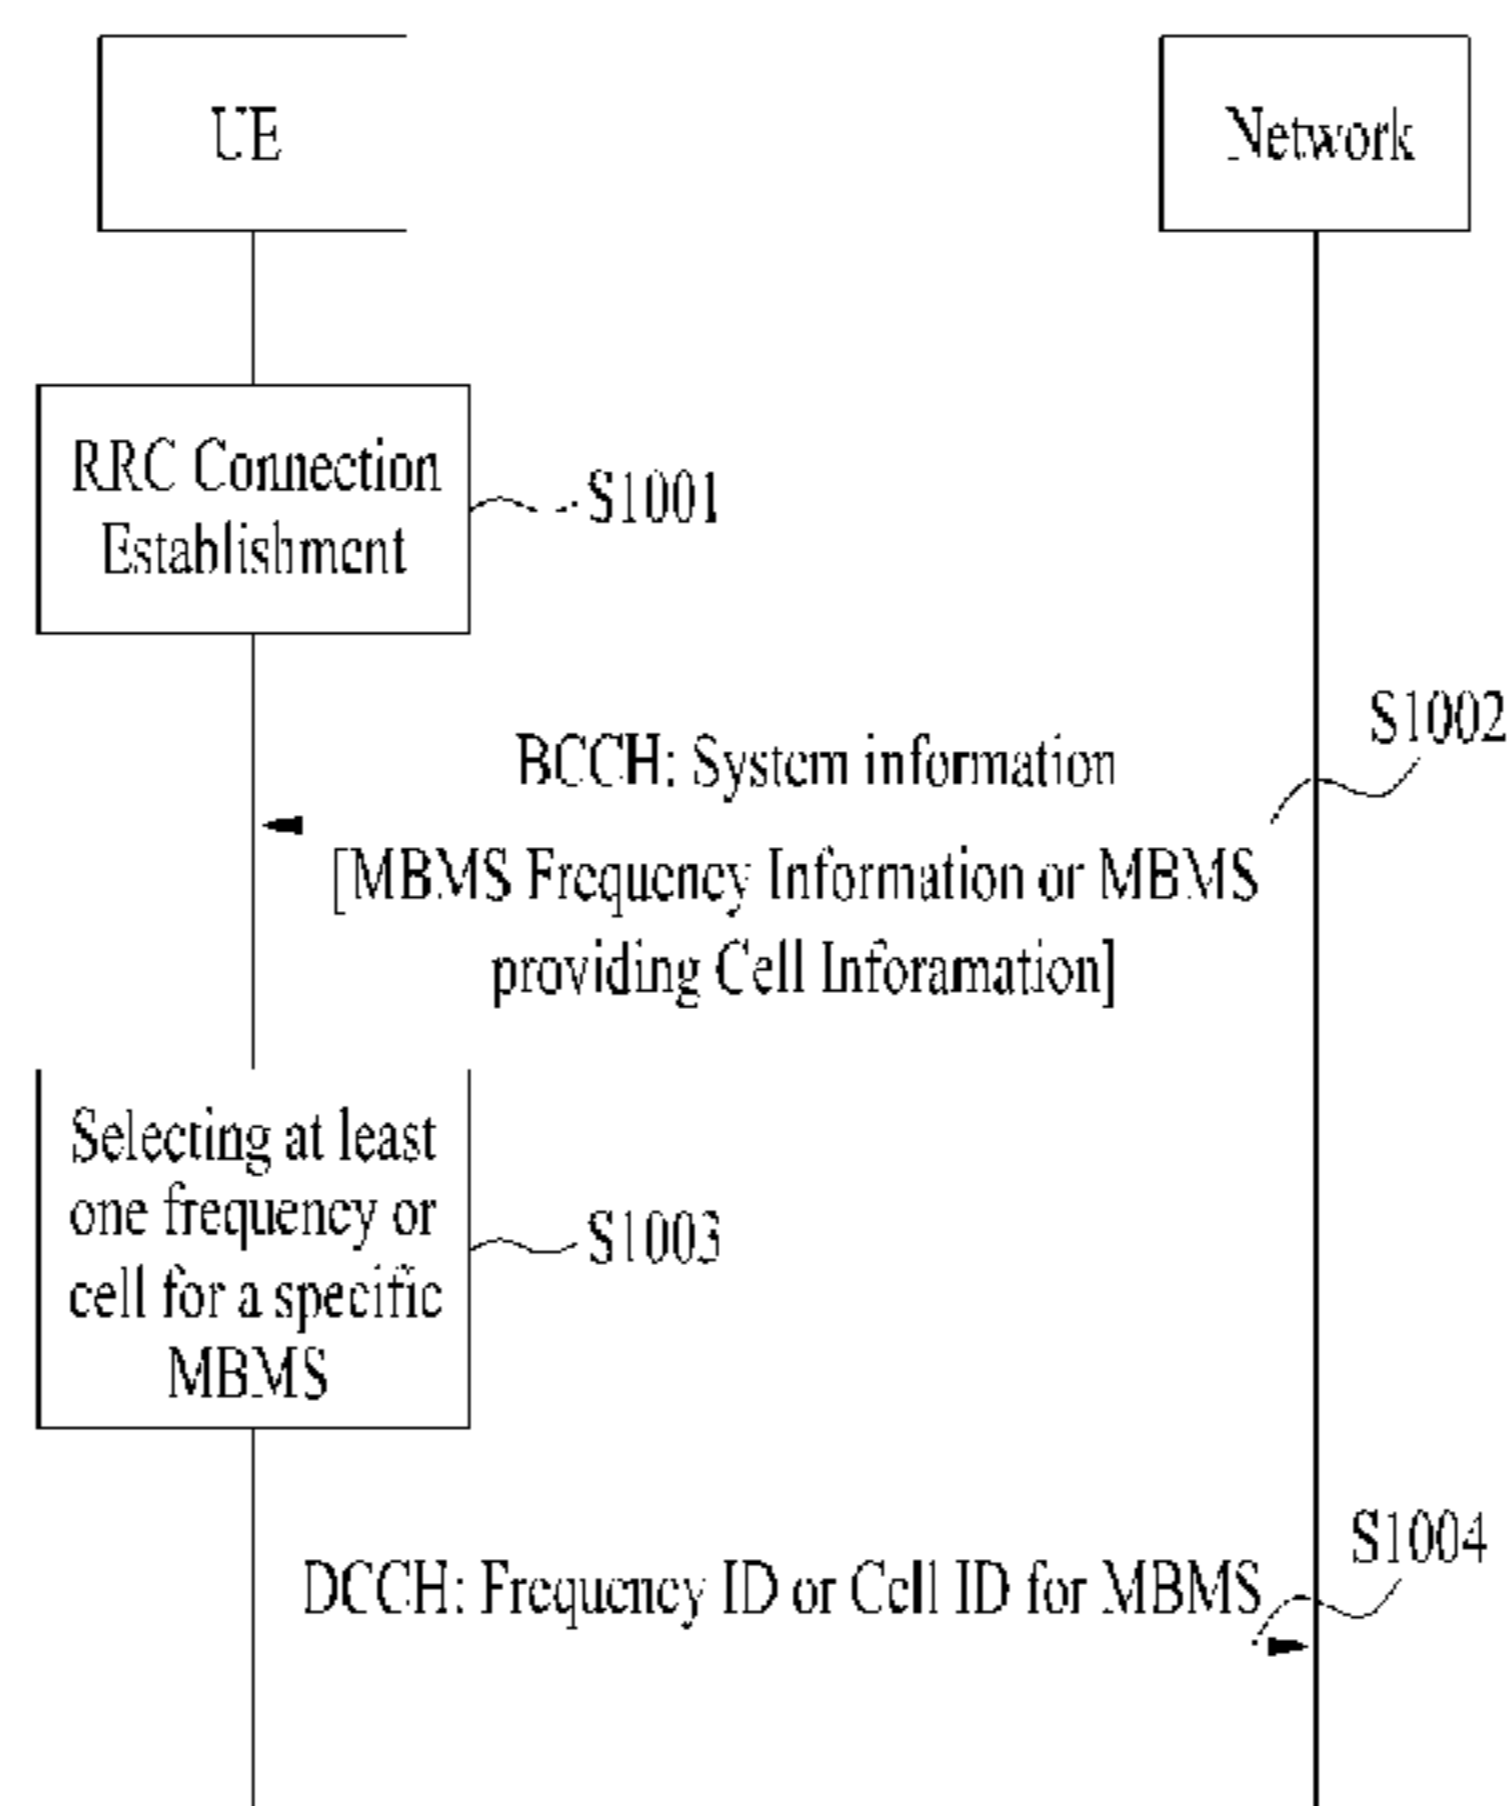 UE
Network
RRC Connection
Establishment
S1001
S1002
BCCH: System information
[MBMS Frequency Information or MBMS
providing Cell Inforamation]
Selecting at least
one frequency or
cell for a specific
MBMS
S1003
S1004
DCCH: Frequency ID or Cell ID for MBMS